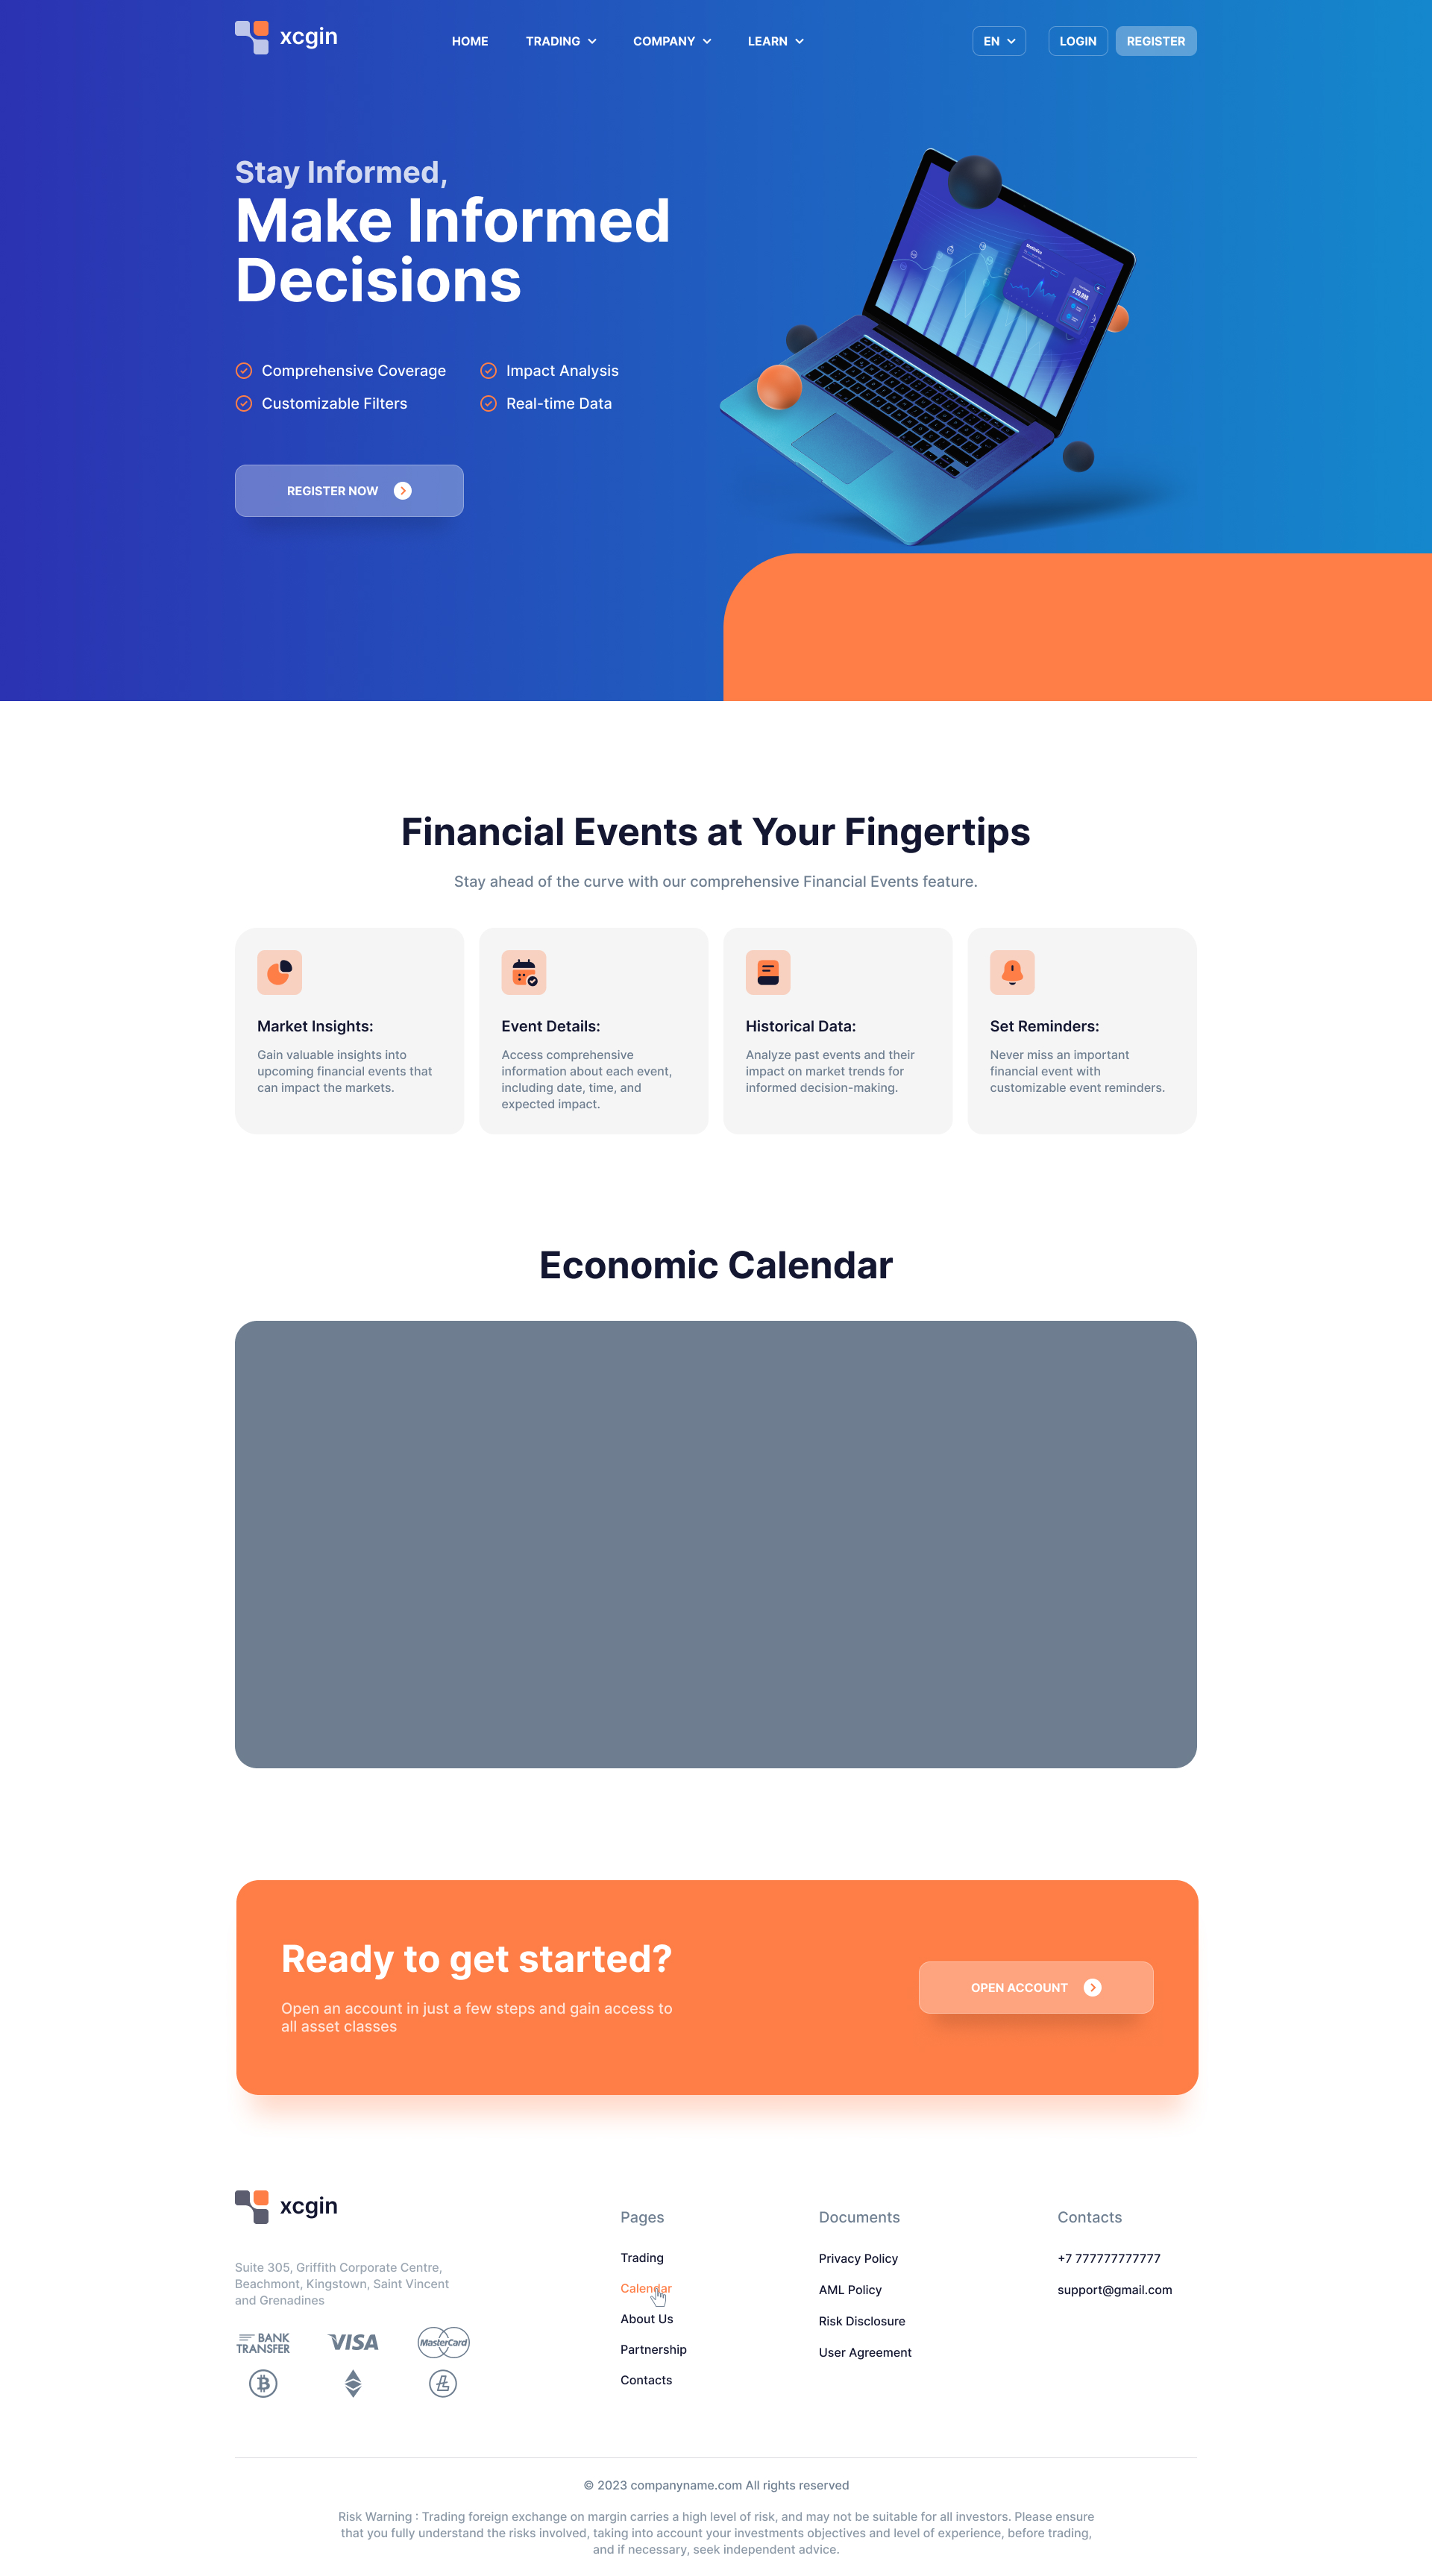 xcgin
HOME TRADING COMPANY LEARN EN LOGIN REGISTER
Stay Informed,
Make Informed
Decisions
Comprehensive Coverage
Impact Analysis
Customizable Filters
Real-time Data
REGISTER NOW
Statistics
$ 20,000
Financial Events at Your Fingertips
Stay ahead of the curve with our comprehensive Financial Events feature.
Market Insights:
Gain valuable insights into
upcoming financial events that
can impact the markets.
Event Details:
Access comprehensive
information about each event,
including date, time, and
expected impact.
Historical Data:
Analyze past events and their
impact on market trends for
informed decision-making.
Set Reminders:
Never miss an important
financial event with
customizable event reminders.
Economic Calendar
Ready to get started?
Open an account in just a few steps and gain access to
all asset classes
OPEN ACCOUNT
xcgin
Suite 305, Griffith Corporate Centre,
Beachmont, Kingstown, Saint Vincent
and Grenadines
BANK
TRANSFER
VISA
MasterCard
Pages
Trading
Calendar
About Us
Partnership
Contacts
Documents
Privacy Policy
AML Policy
Risk Disclosure
User Agreement
Contacts
+7 777777777777
support@gmail.com
© 2023 companyname.com All rights reserved
Risk Warning : Trading foreign exchange on margin carries a high level of risk, and may not be suitable for all investors. Please ensure
that you fully understand the risks involved, taking into account your investments objectives and level of experience, before trading,
and if necessary, seek independent advice.